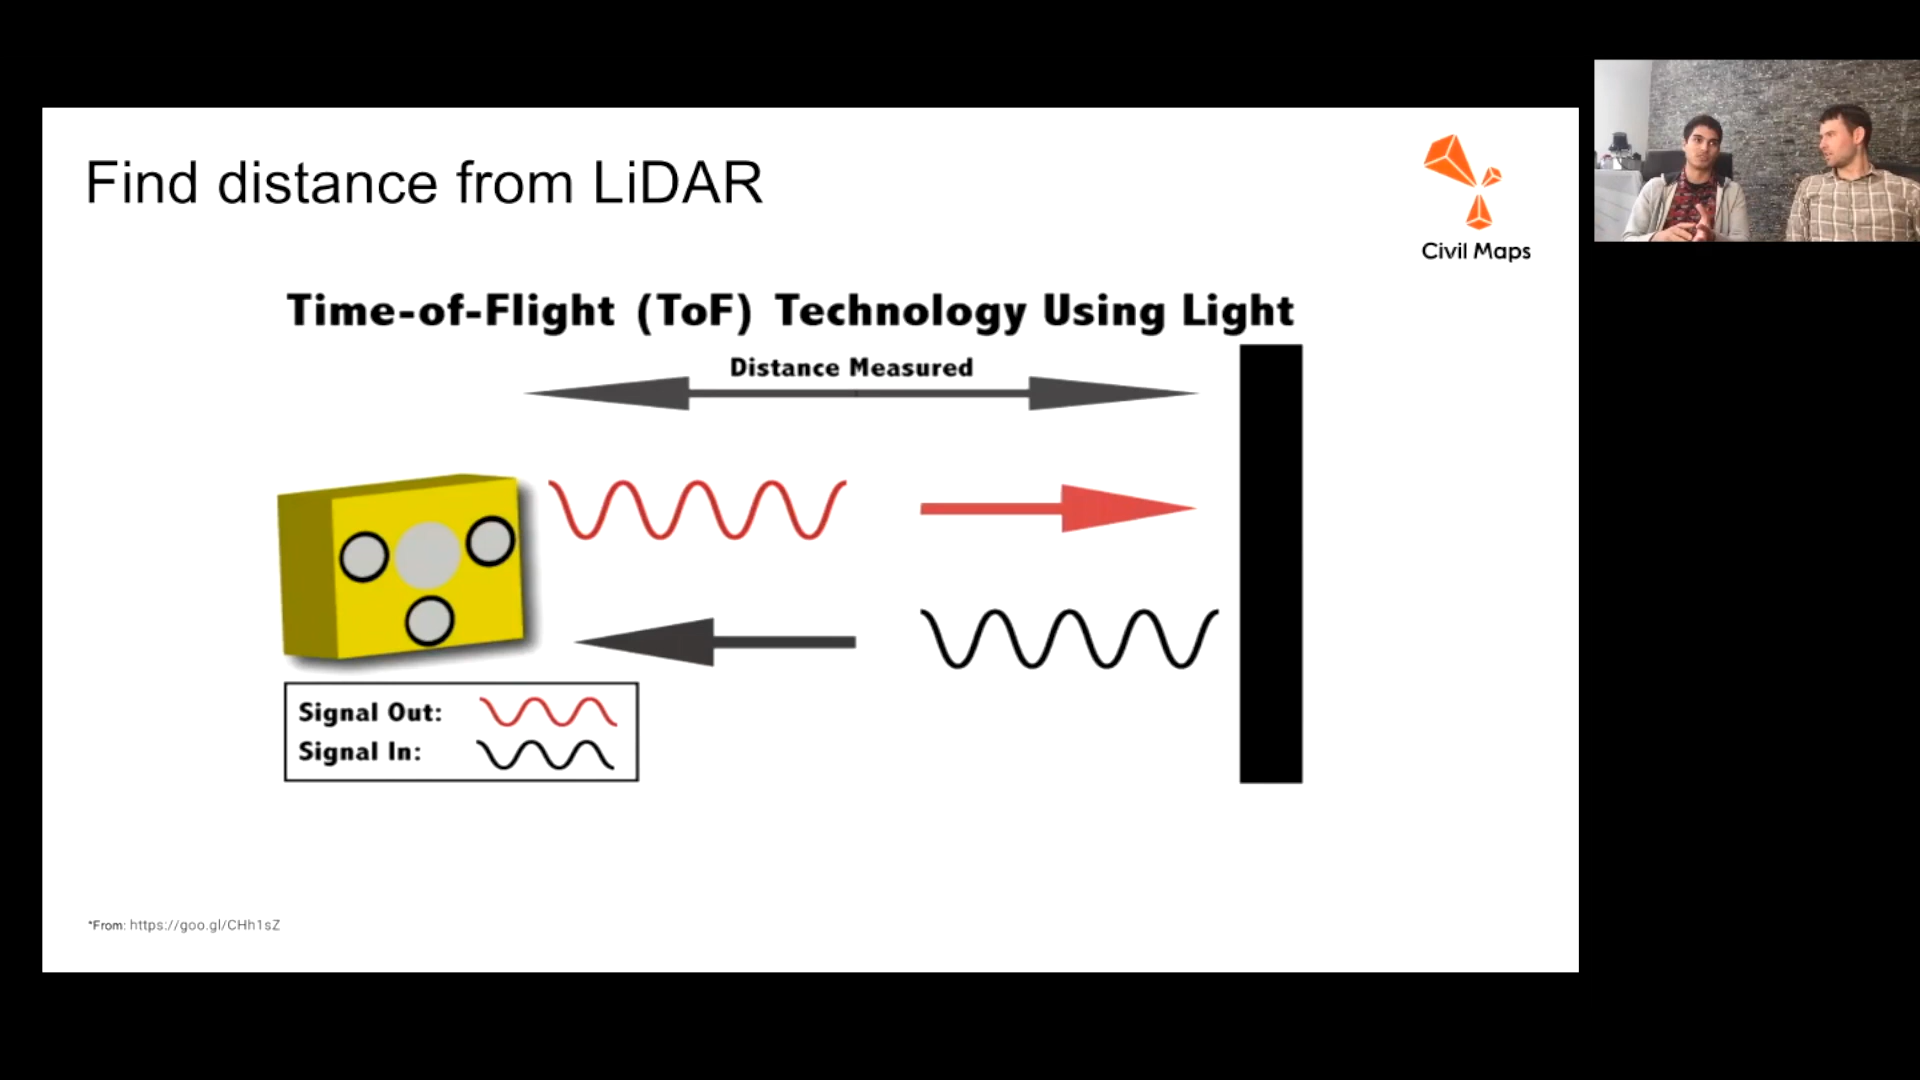 Find distance from LiDAR
Civil Maps
Time-of-Flight (ToF) Technology Using Light
Distance Measured
Signal Out:
Signal In:
*From: https://goo.gl/CHh1sZ